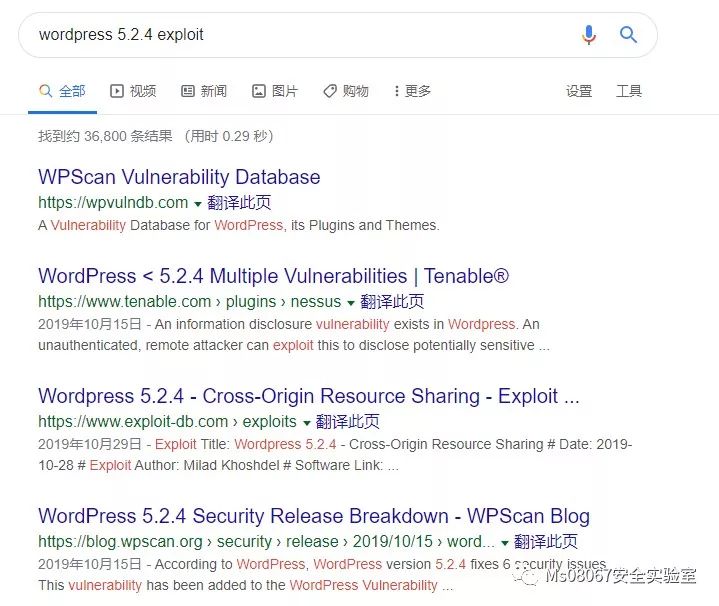 wordpress 5.2.4 exploit
全部 视频 新闻 图片 购物 更多 设置 工具
找到约 36,800 条结果 (用时 0.29 秒)
WPScan Vulnerability Database
https://wpvulndb.com 翻译此页
A Vulnerability Database for WordPress, its Plugins and Themes.
WordPress < 5.2.4 Multiple Vulnerabilities | Tenable®
https://www.tenable.com › plugins › nessus 翻译此页
2019年10月15日 - An information disclosure vulnerability exists in Wordpress. An
unauthenticated, remote attacker can exploit this to disclose potentially sensitive ...
Wordpress 5.2.4 - Cross-Origin Resource Sharing - Exploit ...
https://www.exploit-db.com › exploits 翻译此页
2019年10月29日 - Exploit Title: Wordpress 5.2.4 - Cross-Origin Resource Sharing # Date: 2019-
10-28 # Exploit Author: Milad Khoshdel # Software Link: ...
WordPress 5.2.4 Security Release Breakdown - WPScan Blog
https://blog.wpscan.org › security › release › 2019/10/15 › word... 翻译此页
2019年10月15日 - According to WordPress, WordPress version 5.2.4 fixes 6 security issues.
This vulnerability has been added to the WordPress Vulnerability ...
Ms08067安全实验室